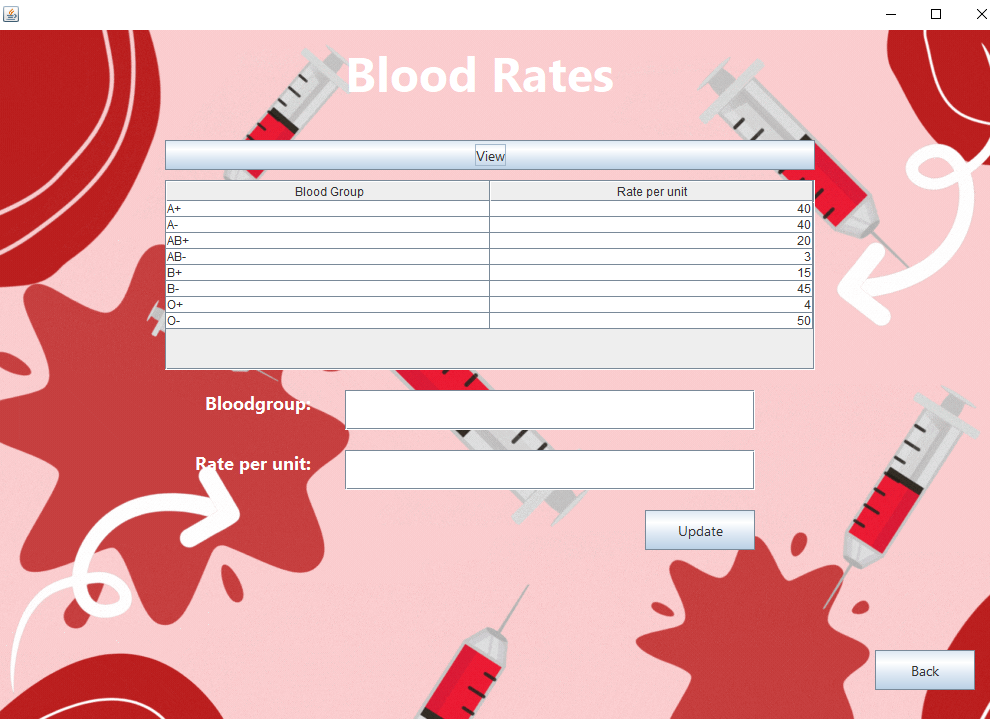 Blood Rates
View
Blood Group Rate per unit
A+ 40
A- 40
AB+ 20
AB- 3
B+ 15
B- 45
O+ 4
O- 50
Bloodgroup:
Rate per unit:
Update
Back